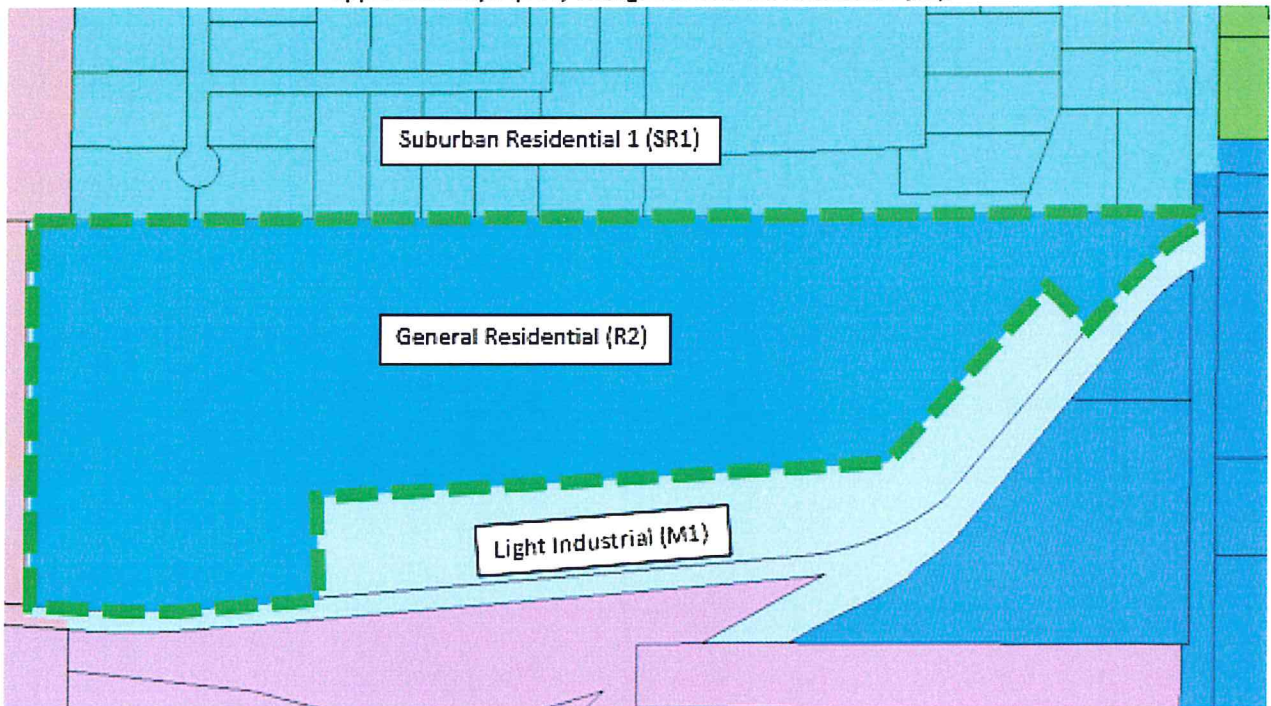 Suburban Residential 1 (SR1)
General Residential (R2)
Light Industrial (M1)